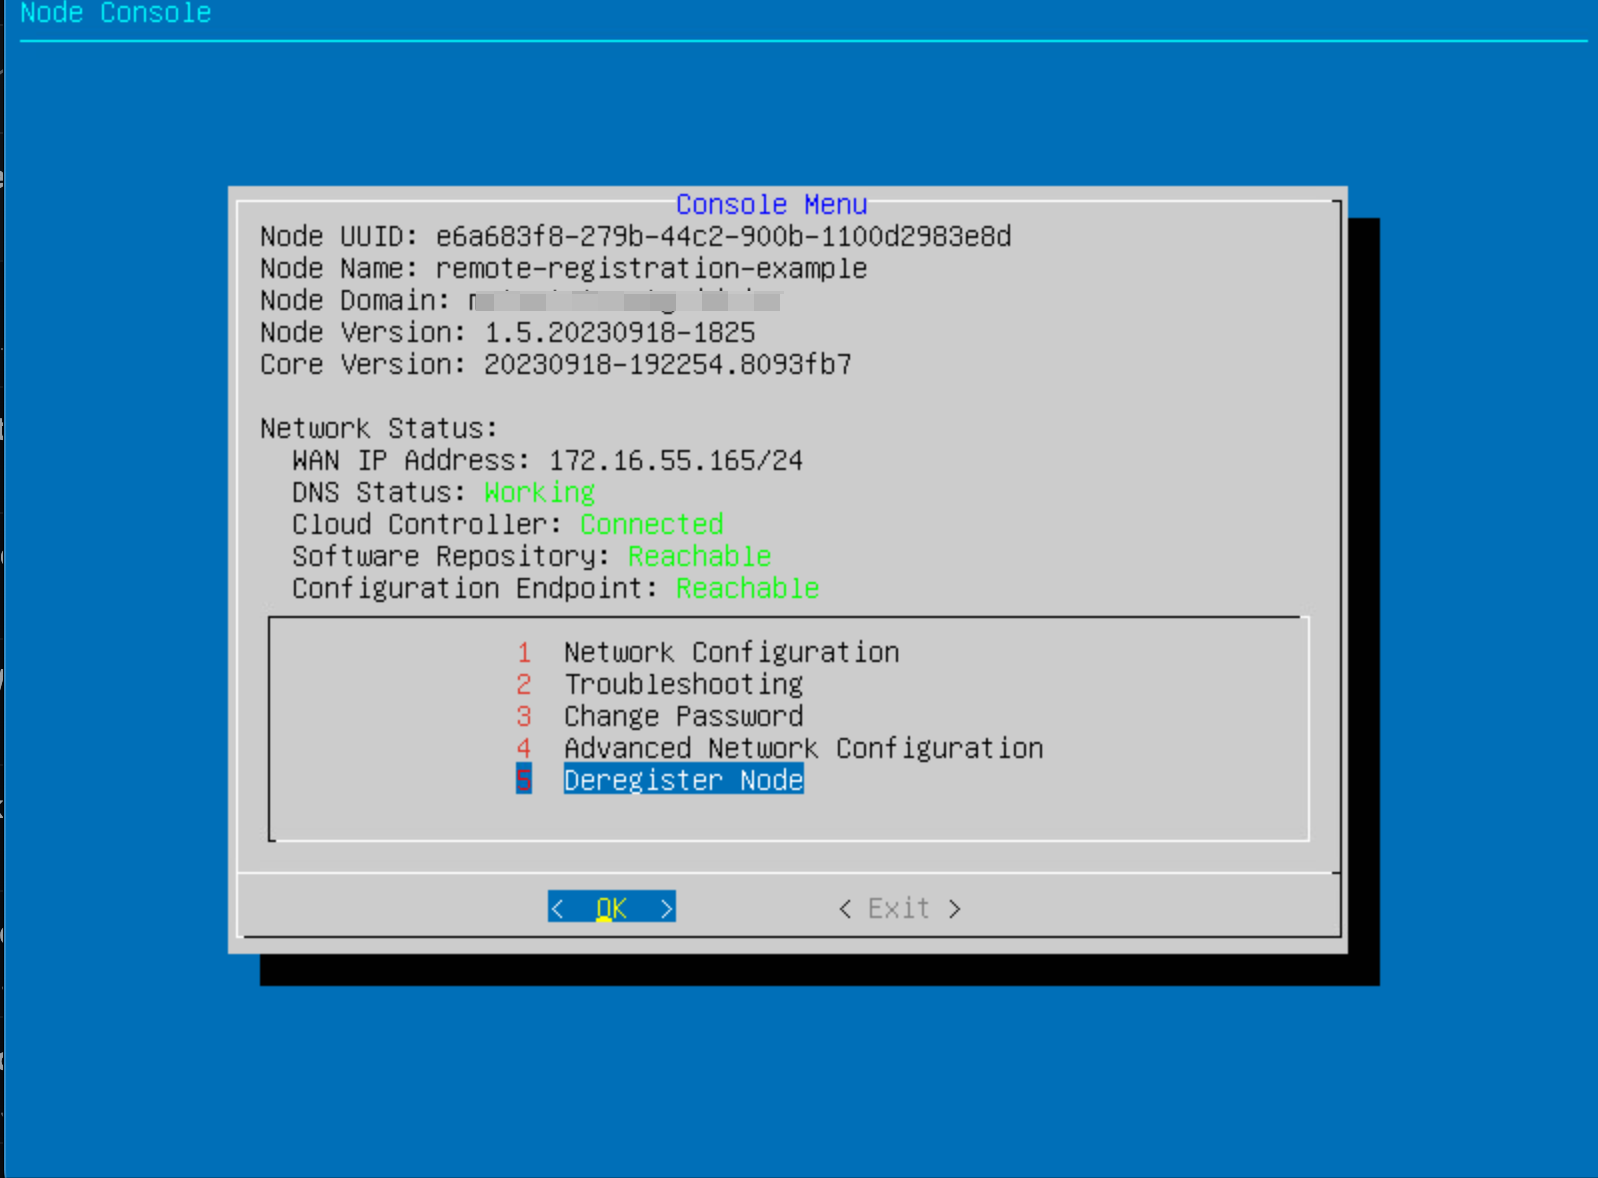 Node Console
Console Menu
Node UUID: e6a683f8-279b-44c2-900b-1100d2983e8d
Node Name: remote-registration-example
Node Domain:
Node Version: 1.5.20230918-1825
Core Version: 20230918-192254.8093fb7
Network Status:
WAN IP Address: 172.16.55.165/24
DNS Status: Working
Cloud Controller: Connected
Software Repository: Reachable
Configuration Endpoint: Reachable
1 Network Configuration
2 Troubleshooting
3 Change Password
4 Advanced Network Configuration
5 Deregister Node
< OK > < Exit >